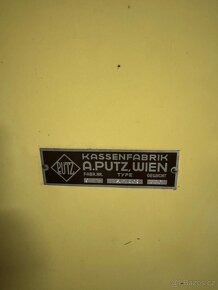 PUTZ
KASSENFABRIK
A.PUTZ, WIEN
FABR. NR. TYPE GEWICHT